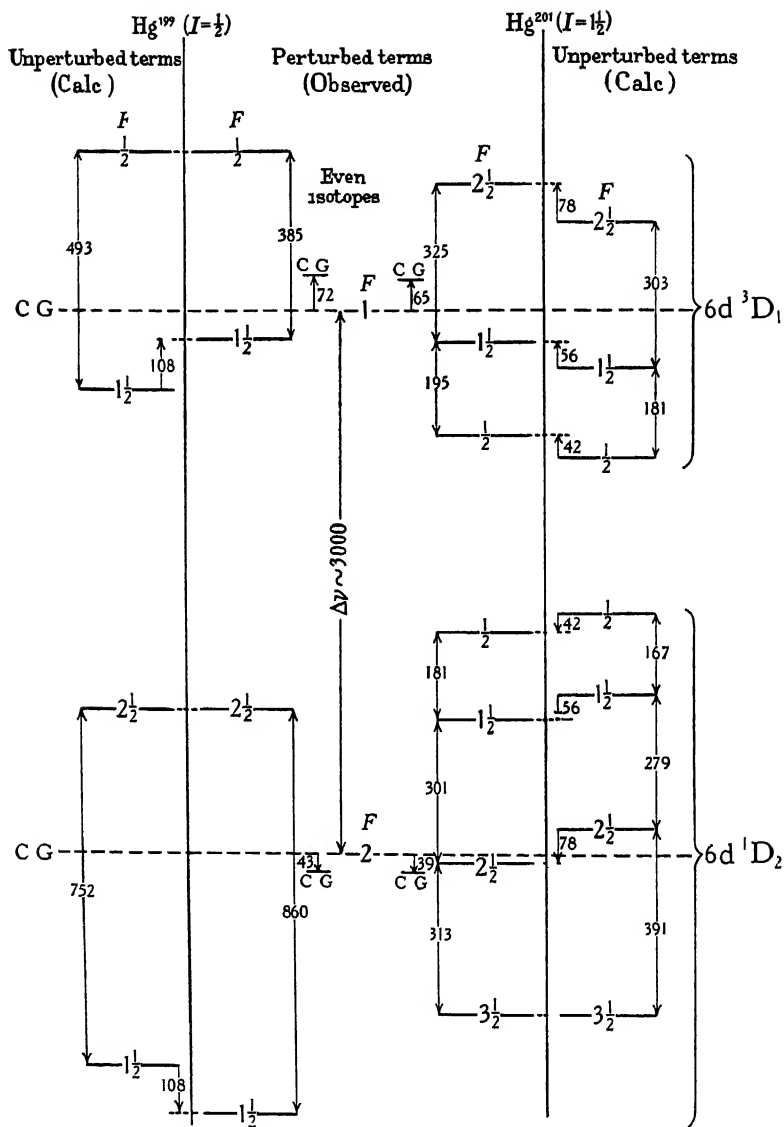 Hg¹⁹⁹ (I=½) Hg²⁰¹ (I=1½)
Unperturbed terms Perturbed terms Unperturbed terms
(Calc) (Observed) (Calc)
F F
½ ½
Even
isotopes
F
2½
78
F
2½
493
385
325
303
C G
72
C G
65
C G
F
1
6d ³D₁
108
1½
1½
1½
56
1½
195
181
½
42
½
Δν~3000
½
42
½
181
167
2½ 2½
1½
56
1½
301
279
F
2
2½
78
2½
C G
43
C G
39
C G
6d ¹D₂
752
860
313
391
3½ 3½
1½
108
1½